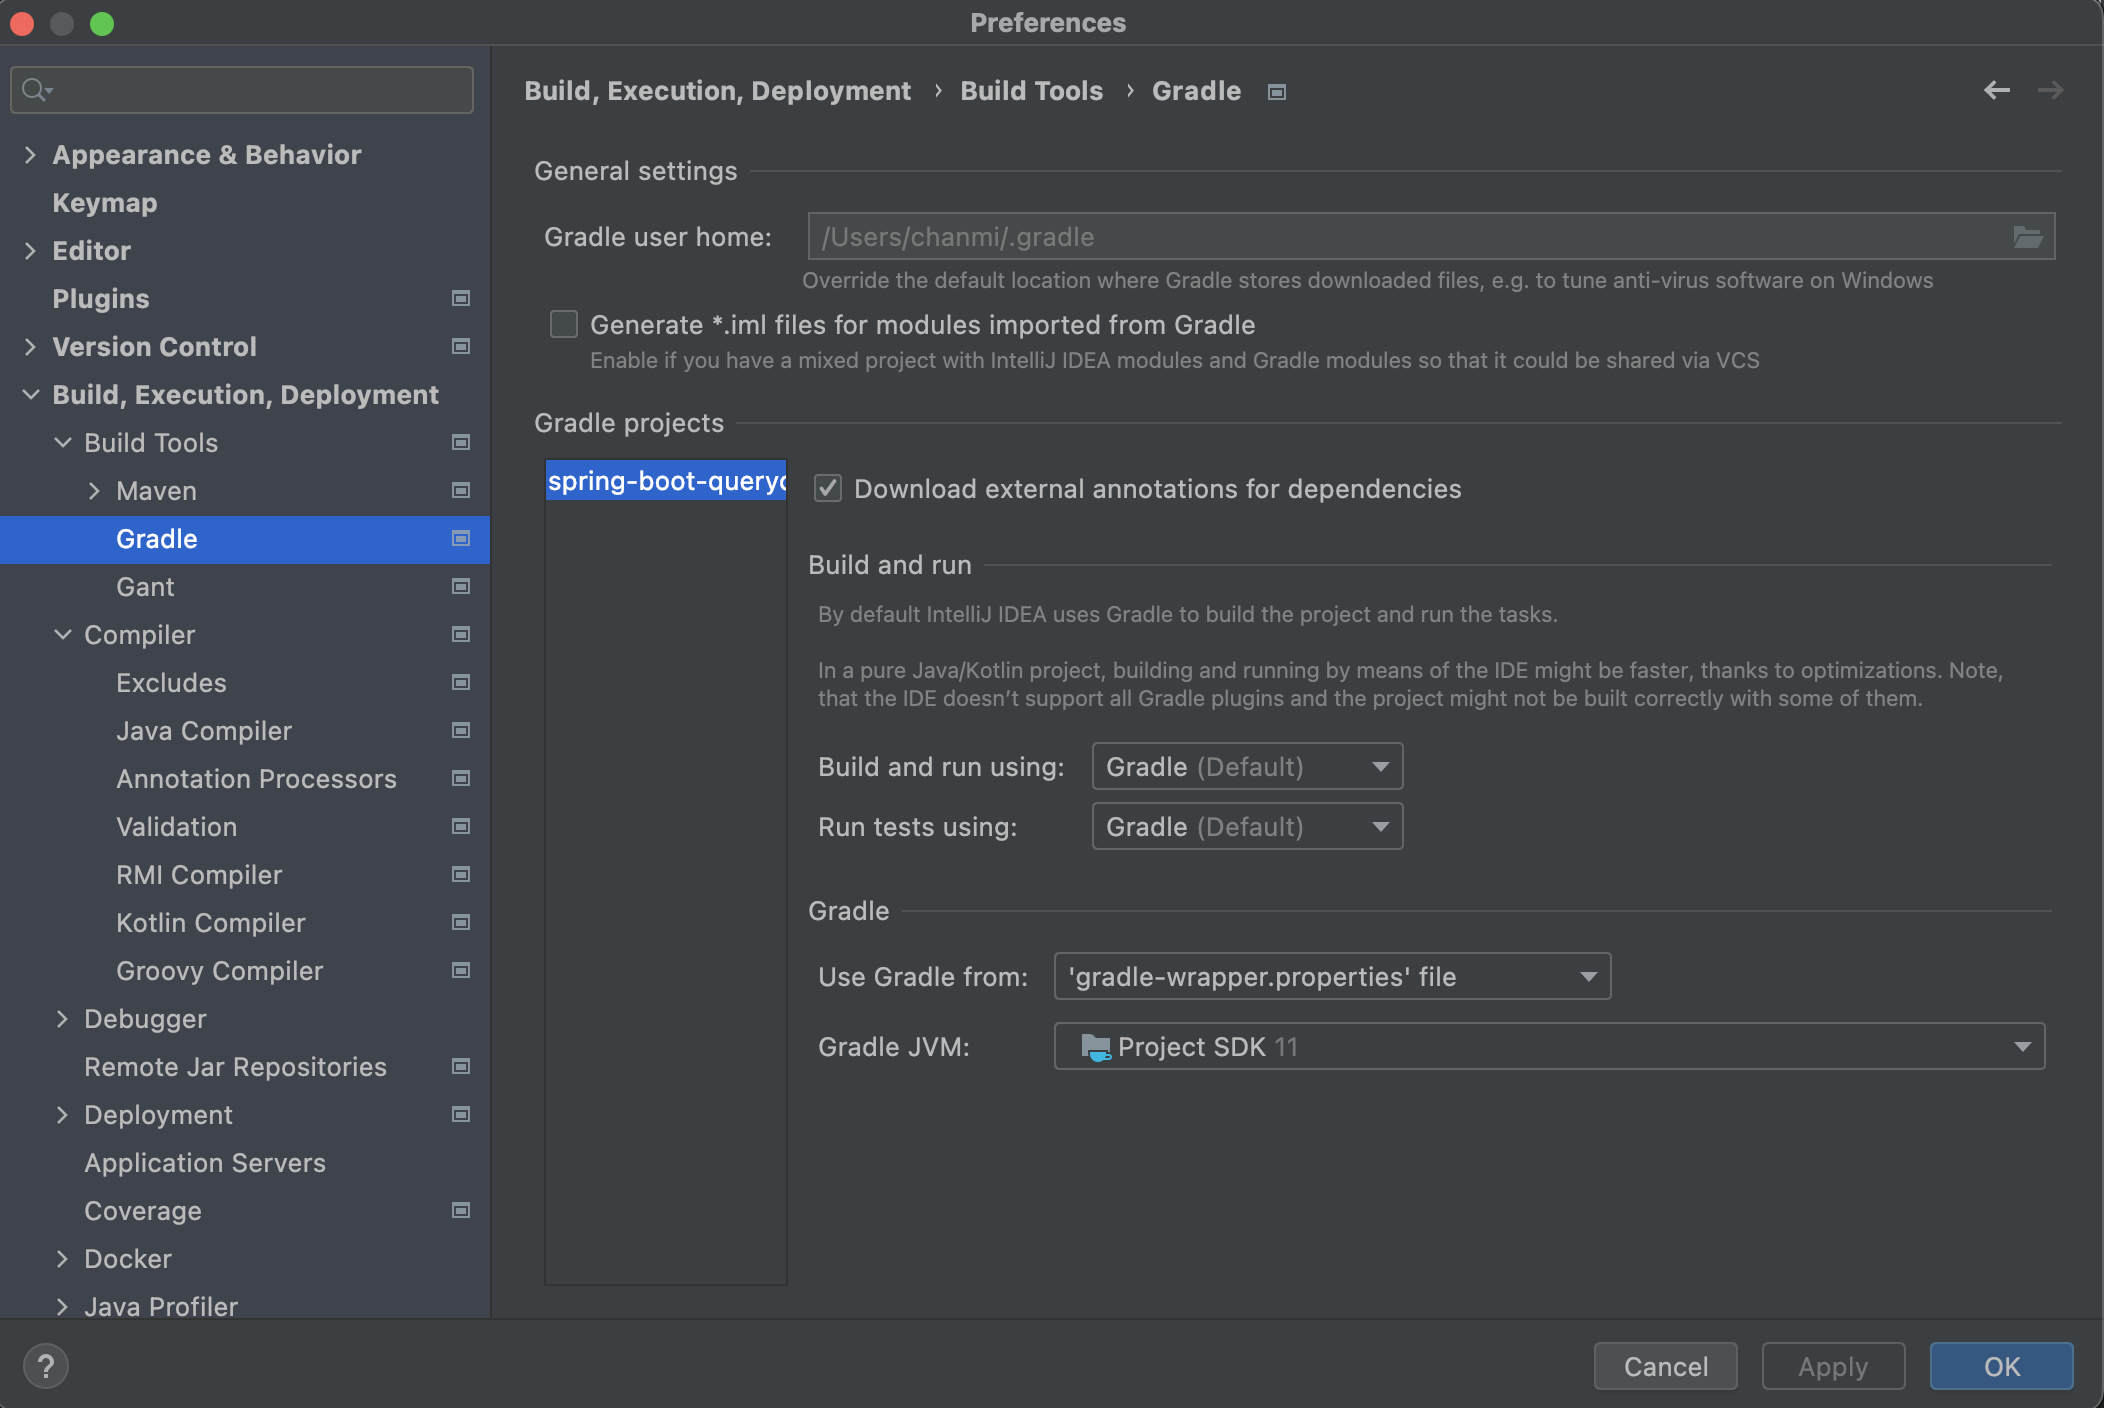 Preferences
Appearance & Behavior
Keymap
Editor
Plugins
Version Control
Build, Execution, Deployment
Build Tools
Maven
Gradle
Gant
Compiler
Excludes
Java Compiler
Annotation Processors
Validation
RMI Compiler
Kotlin Compiler
Groovy Compiler
Debugger
Remote Jar Repositories
Deployment
Application Servers
Coverage
Docker
Java Profiler
Build, Execution, Deployment › Build Tools › Gradle
General settings
Gradle user home: /Users/chanmi/.gradle
Override the default location where Gradle stores downloaded files, e.g. to tune anti-virus software on Windows
Generate *.iml files for modules imported from Gradle
Enable if you have a mixed project with IntelliJ IDEA modules and Gradle modules so that it could be shared via VCS
Gradle projects
spring-boot-queryd
Download external annotations for dependencies
Build and run
By default IntelliJ IDEA uses Gradle to build the project and run the tasks.
In a pure Java/Kotlin project, building and running by means of the IDE might be faster, thanks to optimizations. Note,
that the IDE doesn’t support all Gradle plugins and the project might not be built correctly with some of them.
Build and run using: Gradle (Default)
Run tests using: Gradle (Default)
Gradle
Use Gradle from: 'gradle-wrapper.properties' file
Gradle JVM: Project SDK 11
? Cancel Apply OK